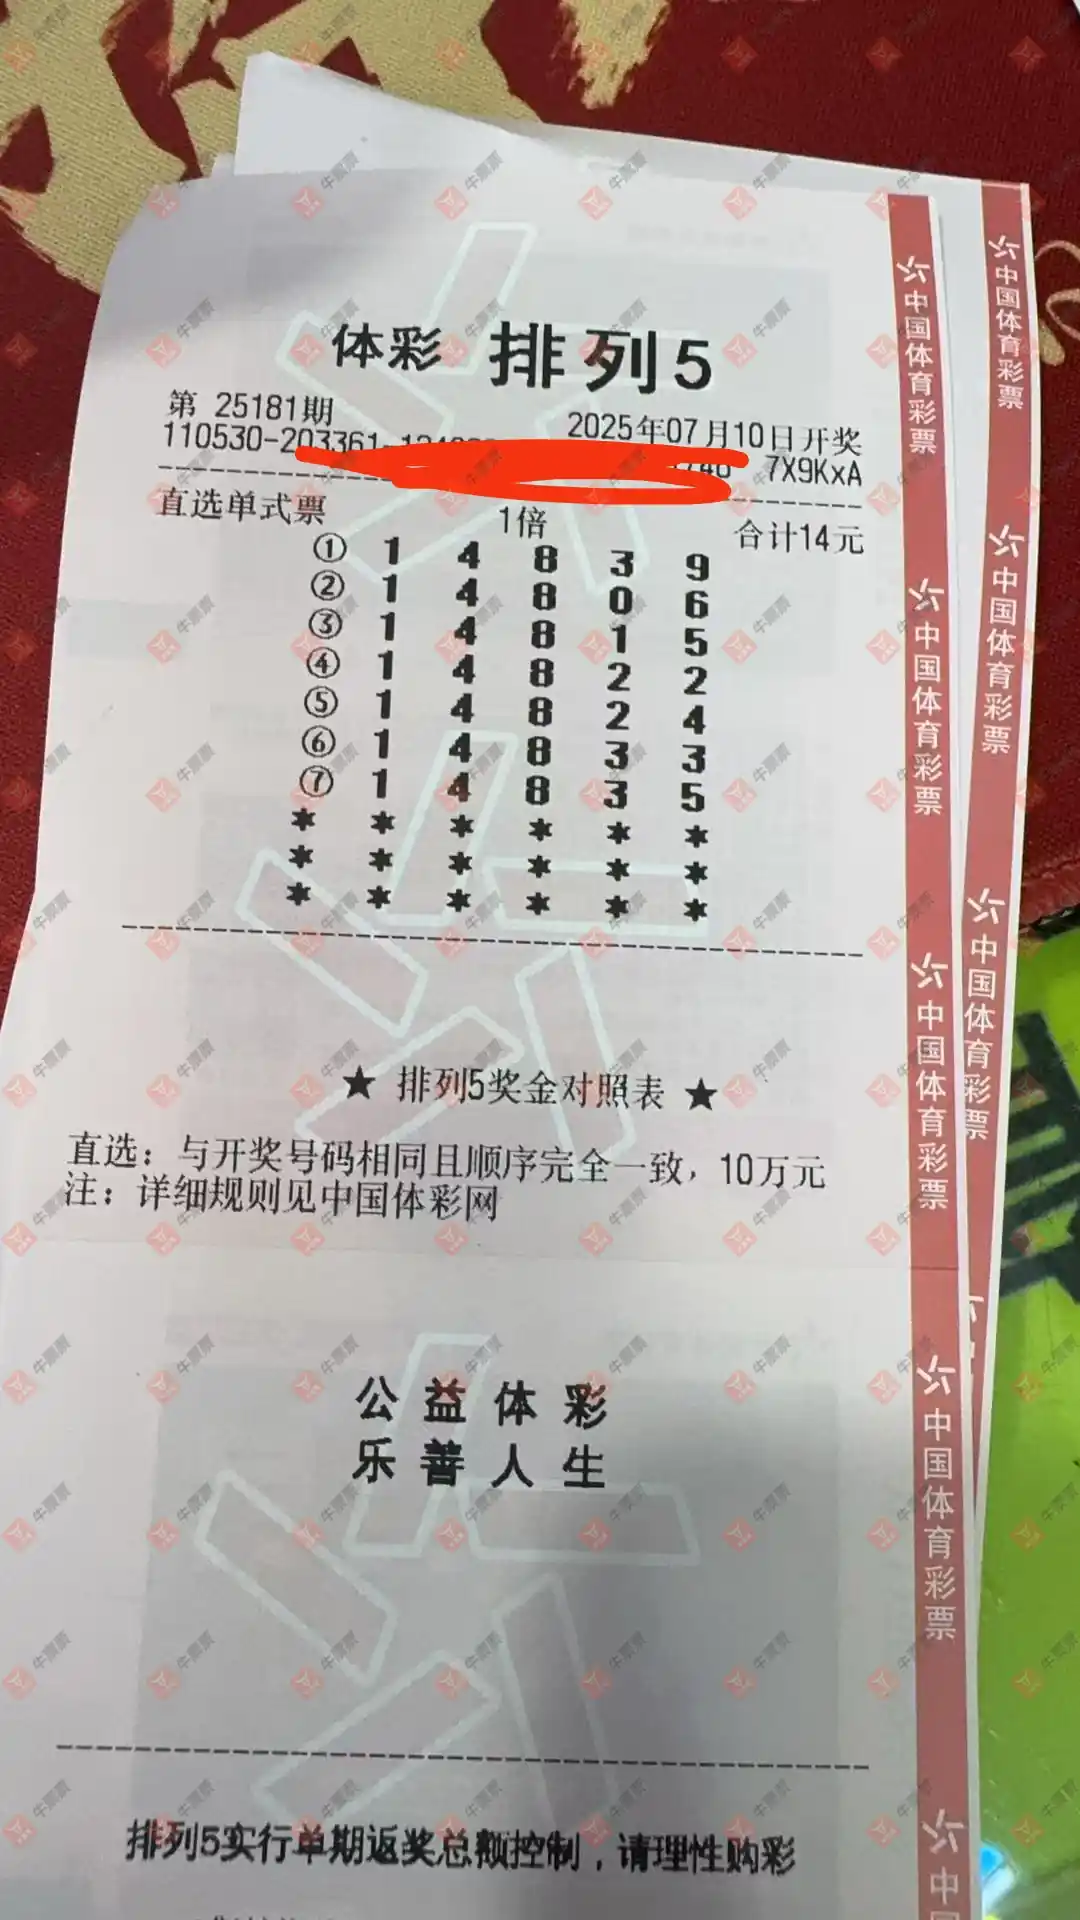 体彩 排列5
第 25181期 2025年07月10日开奖
110530-203361- 7X9KxA
直选单式票 1倍 合计14元
① 1 4 8 3 9
② 1 4 8 0 6
③ 1 4 8 1 5
④ 1 4 8 2 2
⑤ 1 4 8 2 4
⑥ 1 4 8 3 3
⑦ 1 4 8 3 5
* * * * * *
* * * * * *
* * * * * *
★ 排列5奖金对照表 ★
直选：与开奖号码相同且顺序完全一致，10万元
注：详细规则见中国体彩网
公益体彩
乐善人生
排列5实行单期返奖总额控制，请理性购彩
中国体育彩票
中国体育彩票
中国体育彩票
中国体育彩票
中国体育彩票
中国体育彩票
中国体育彩票
牛票票